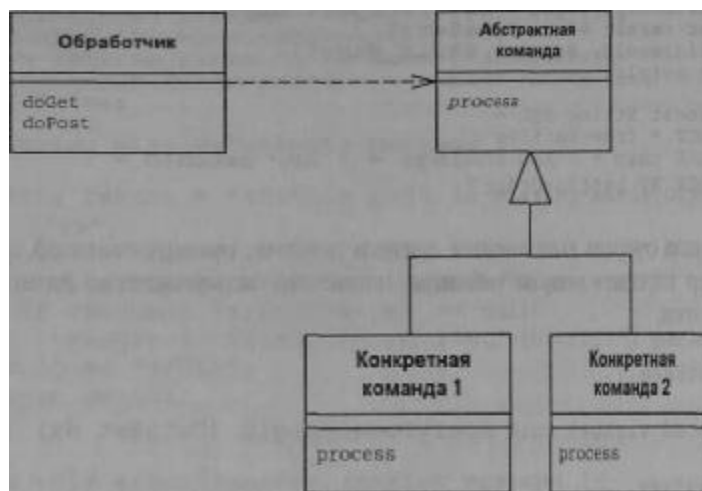 Обработчик
doGet
doPost
Абстрактная
команда
process
Конкретная
команда 1
process
Конкретная
команда 2
process